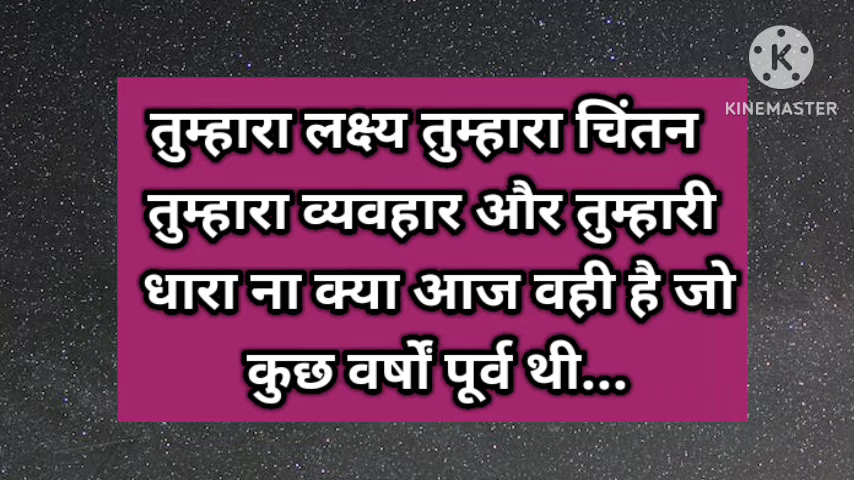 K
KINEMASTER
तुम्हारा लक्ष्य तुम्हारा चिंतन
तुम्हारा व्यवहार और तुम्हारी
धारा ना क्या आज वही है जो
कुछ वर्षों पूर्व थी...